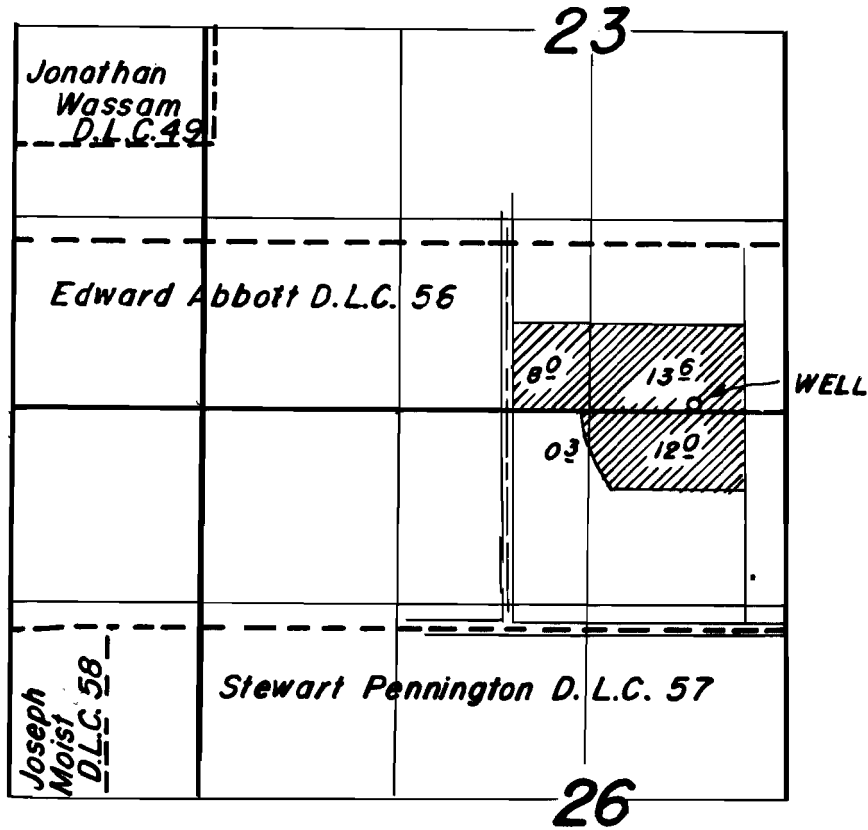 23
Jonathan
Wassam
D.L.C. 49
Edward Abbott D.L.C. 56
8 0
13 6
WELL
0 3
12 0
Stewart Pennington D. L.C. 57
Joseph
Moist
D.L.C. 58
26